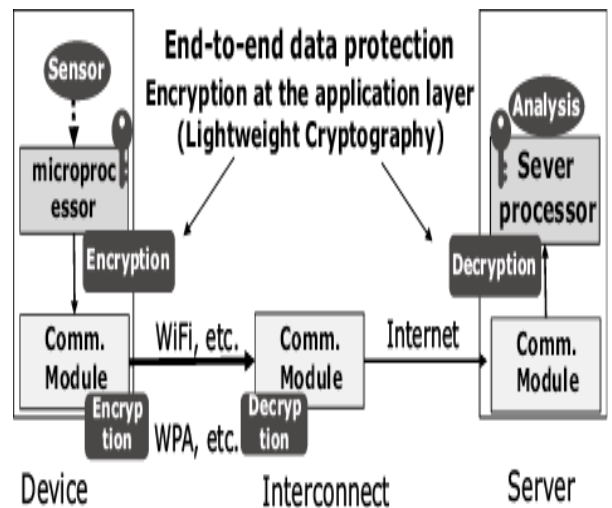 End-to-end data protection
Encryption at the application layer
(Lightweight Cryptography)
Sensor
microproc
essor
Encryption
Comm.
Module
Encryp
tion
WiFi, etc.
WPA, etc.
Comm.
Module
Decryp
tion
Internet
Analysis
Sever
processor
Decryption
Comm.
Module
Device
Interconnect
Server